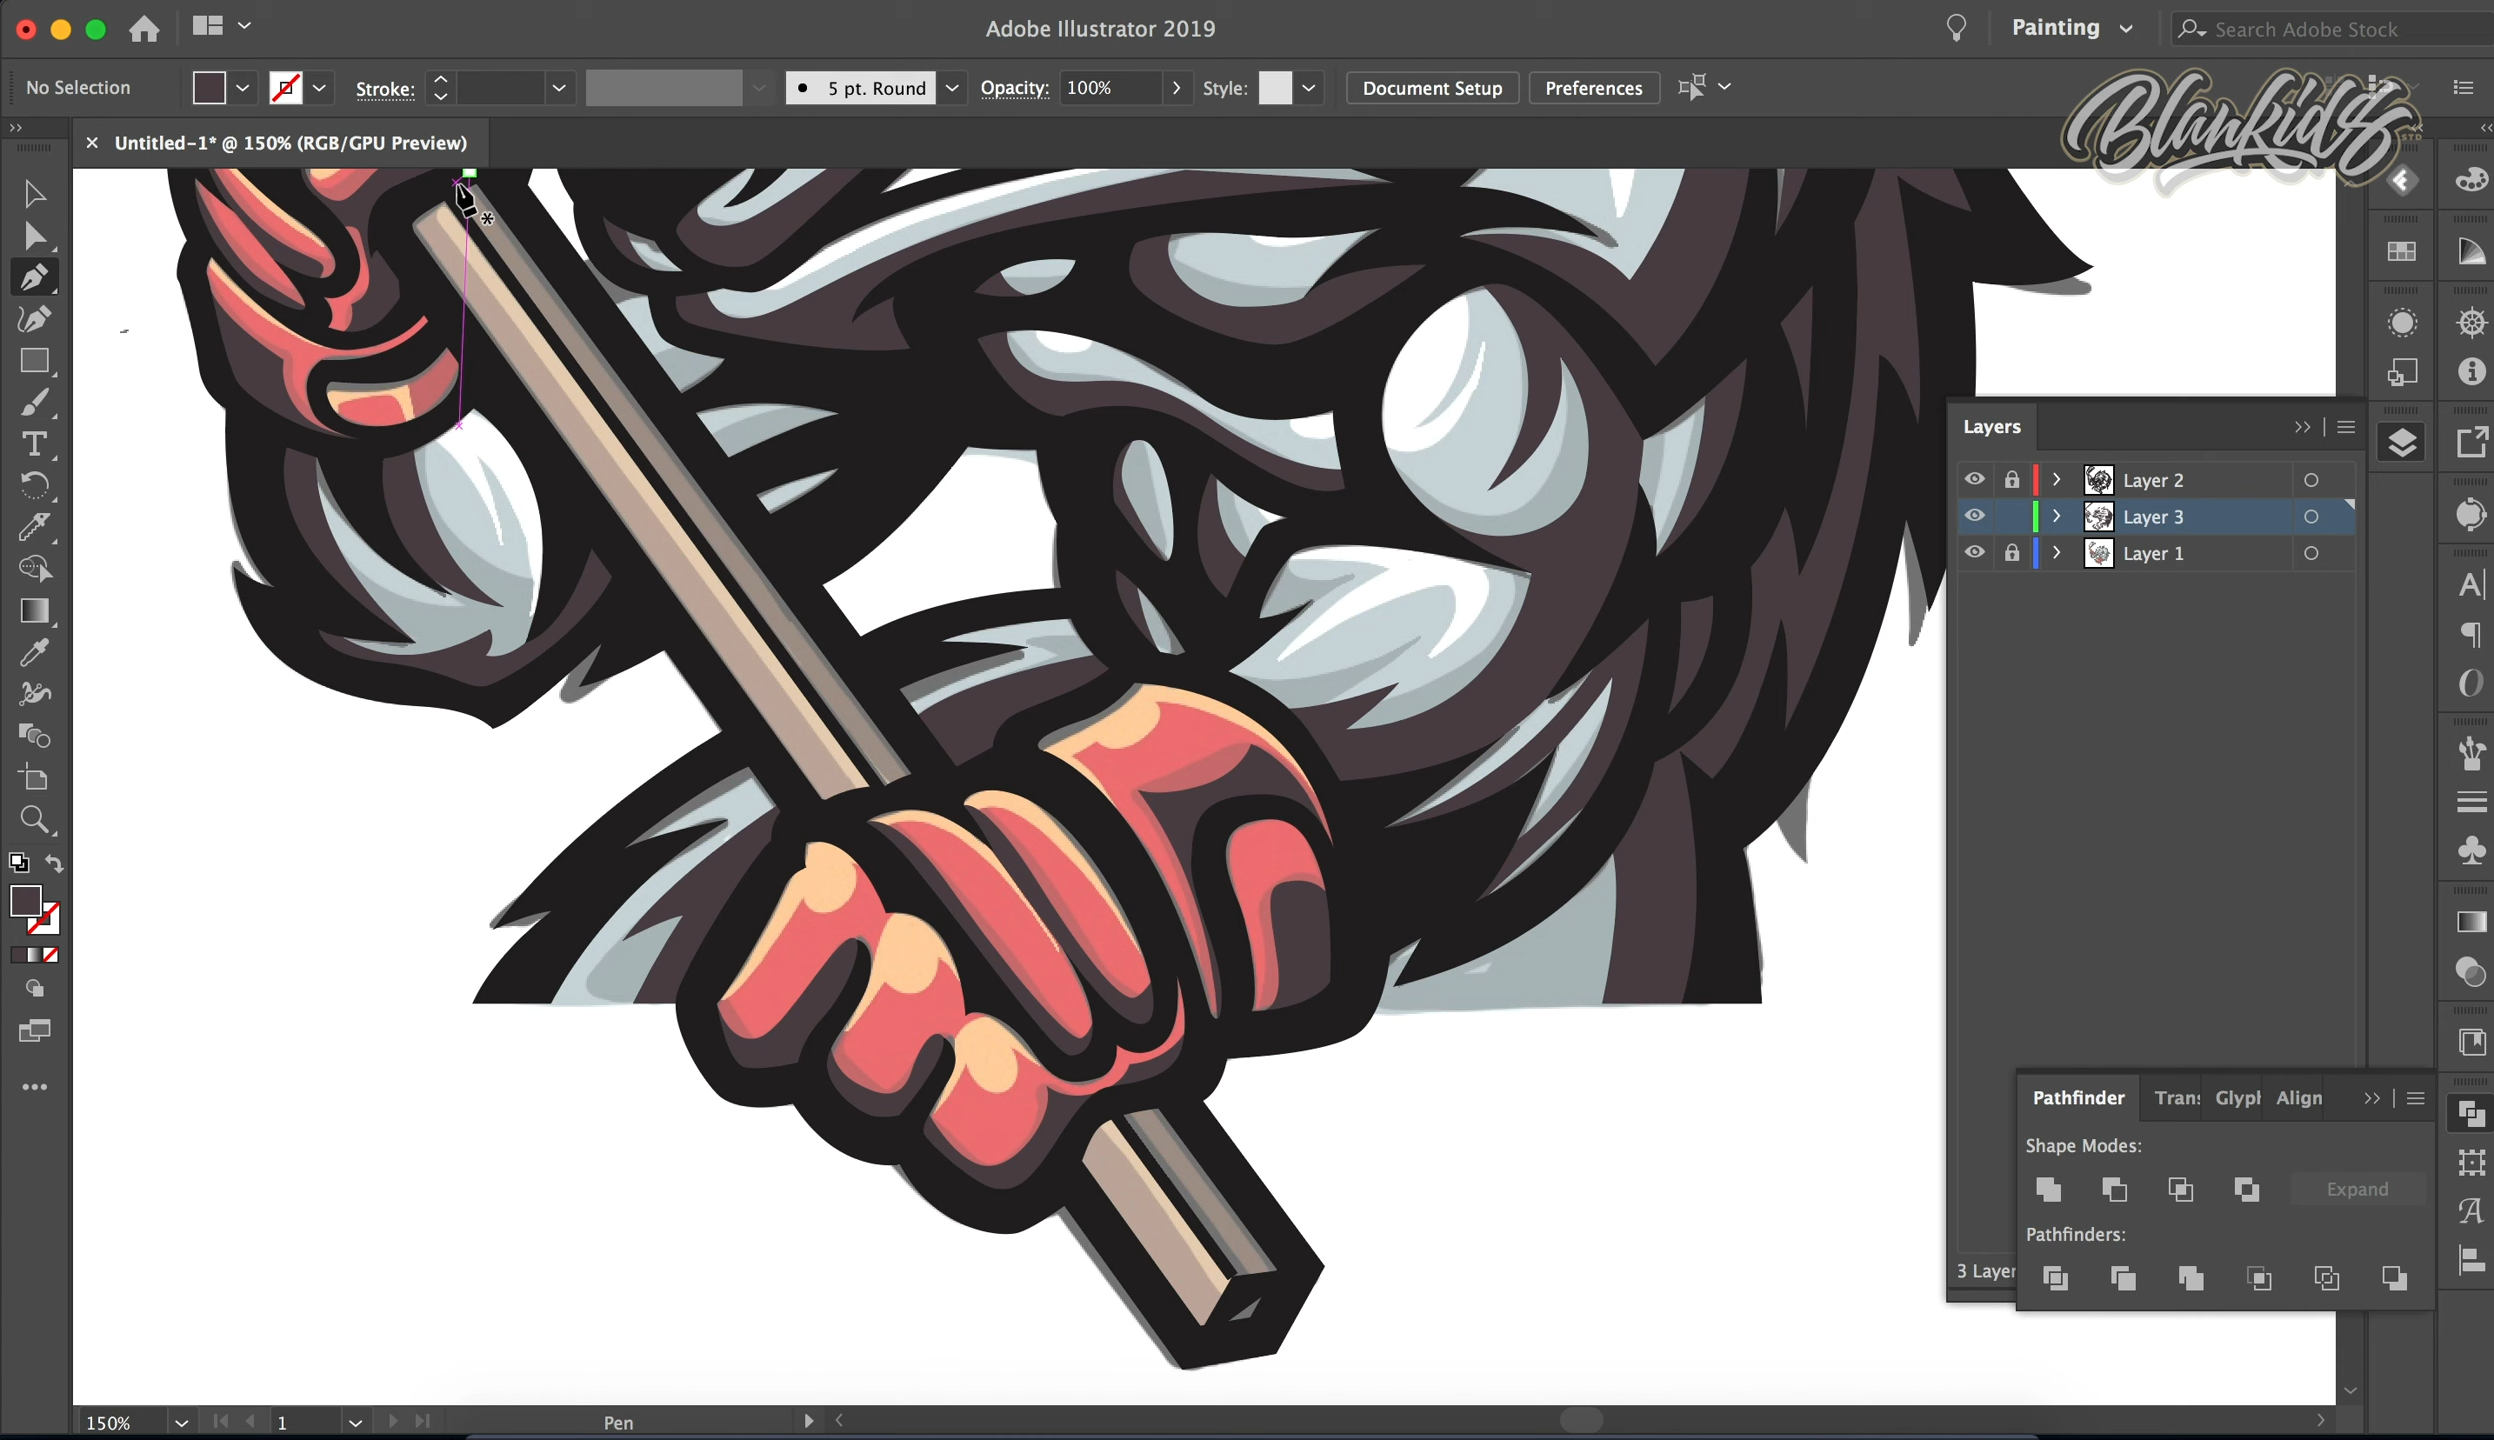 Adobe Illustrator 2019
Painting
Search Adobe Stock
No Selection
Stroke:
5 pt. Round
Opacity:
100%
Style:
Document Setup
Preferences
Blankids
STD
Untitled-1* @ 150% (RGB/GPU Preview)
Layers
Layer 2
Layer 3
Layer 1
3 Layer
Pathfinder
Trans
Glyph
Align
Shape Modes:
Expand
Pathfinders:
150%
1
Pen